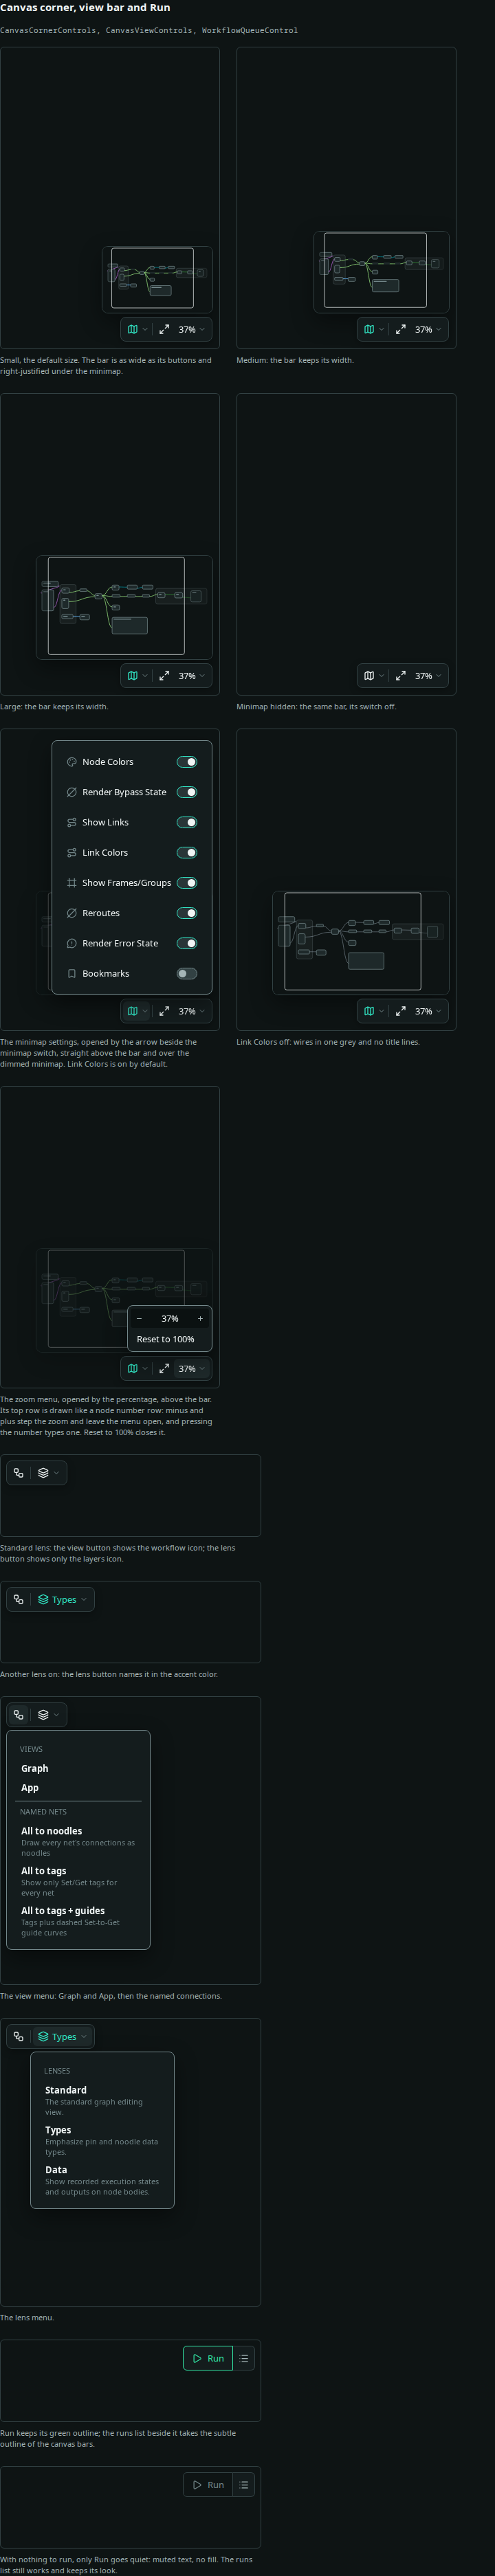 Canvas corner, view bar and Run
CanvasCornerControls, CanvasViewControls, WorkflowQueueControl
37%
37%
Small, the default size. The bar is as wide as its buttons and
right-justified under the minimap.
Medium: the bar keeps its width.
37%
37%
Large: the bar keeps its width.
Minimap hidden: the same bar, its switch off.
Node Colors
Render Bypass State
Show Links
Link Colors
Show Frames/Groups
Reroutes
Render Error State
Bookmarks
37%
37%
The minimap settings, opened by the arrow beside the
minimap switch, straight above the bar and over the
dimmed minimap. Link Colors is on by default.
Link Colors off: wires in one grey and no title lines.
− 37% +
Reset to 100%
37%
The zoom menu, opened by the percentage, above the bar.
Its top row is drawn like a node number row: minus and
plus step the zoom and leave the menu open, and pressing
the number types one. Reset to 100% closes it.
Standard lens: the view button shows the workflow icon; the lens
button shows only the layers icon.
Types
Another lens on: the lens button names it in the accent color.
VIEWS
Graph
App
NAMED NETS
All to noodles
Draw every net's connections as
noodles
All to tags
Show only Set/Get tags for
every net
All to tags + guides
Tags plus dashed Set-to-Get
guide curves
The view menu: Graph and App, then the named connections.
Types
LENSES
Standard
The standard graph editing
view.
Types
Emphasize pin and noodle data
types.
Data
Show recorded execution states
and outputs on node bodies.
The lens menu.
Run
Run keeps its green outline; the runs list beside it takes the subtle
outline of the canvas bars.
Run
With nothing to run, only Run goes quiet: muted text, no fill. The runs
list still works and keeps its look.